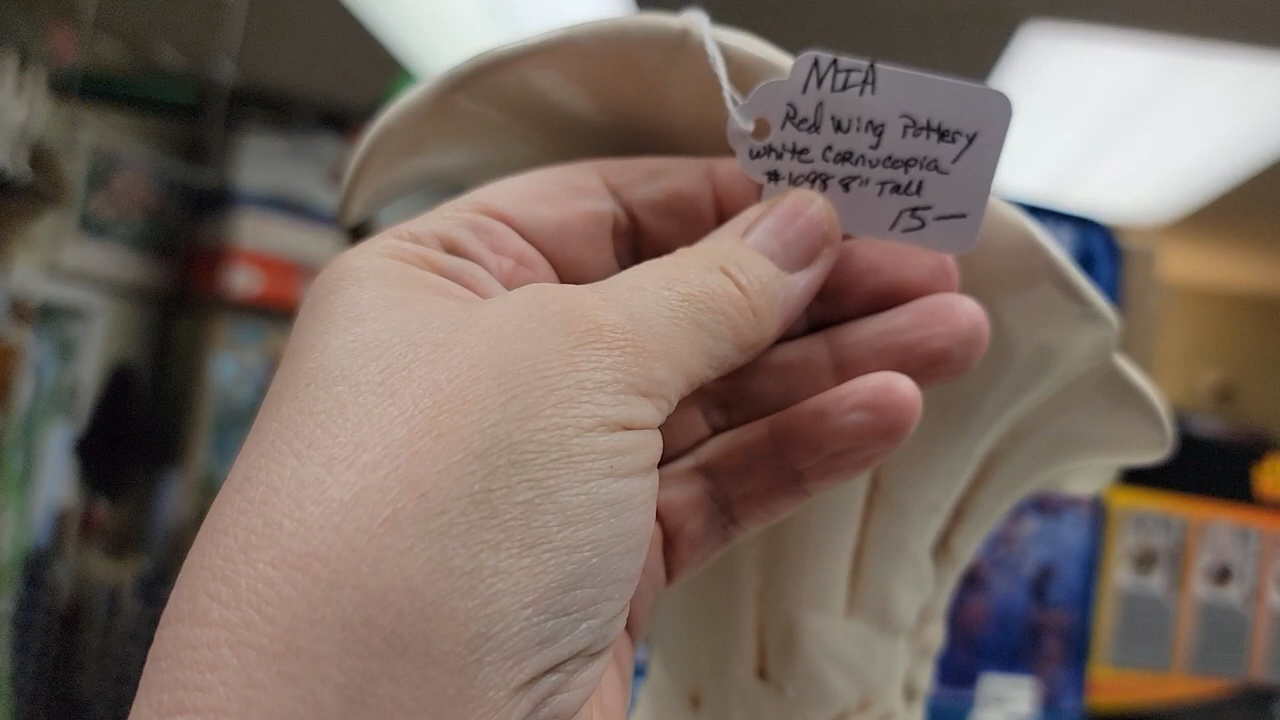 MIA
Red Wing Pottery
White Cornucopia
#1098 8" Tall
15—